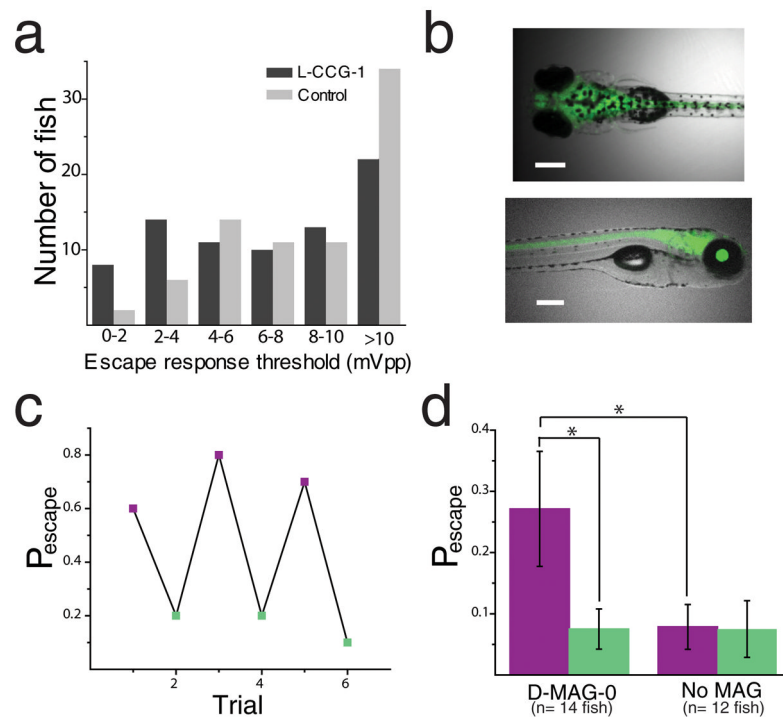 a
L-CCG-1
Control
Number of fish
30
20
10
0-2 2-4 4-6 6-8 8-10 >10
Escape response threshold (mVpp)
b
c
Pescape
0.8
0.6
0.4
0.2
2 4 6
Trial
d
Pescape
0.4
0.3
0.2
0.1
*
*
D-MAG-0 No MAG
(n= 14 fish) (n= 12 fish)